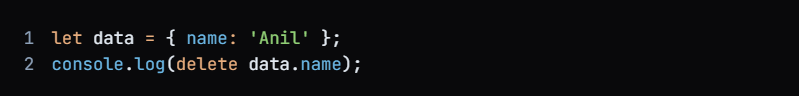 1 let data = { name: 'Anil' };
2 console.log(delete data.name);